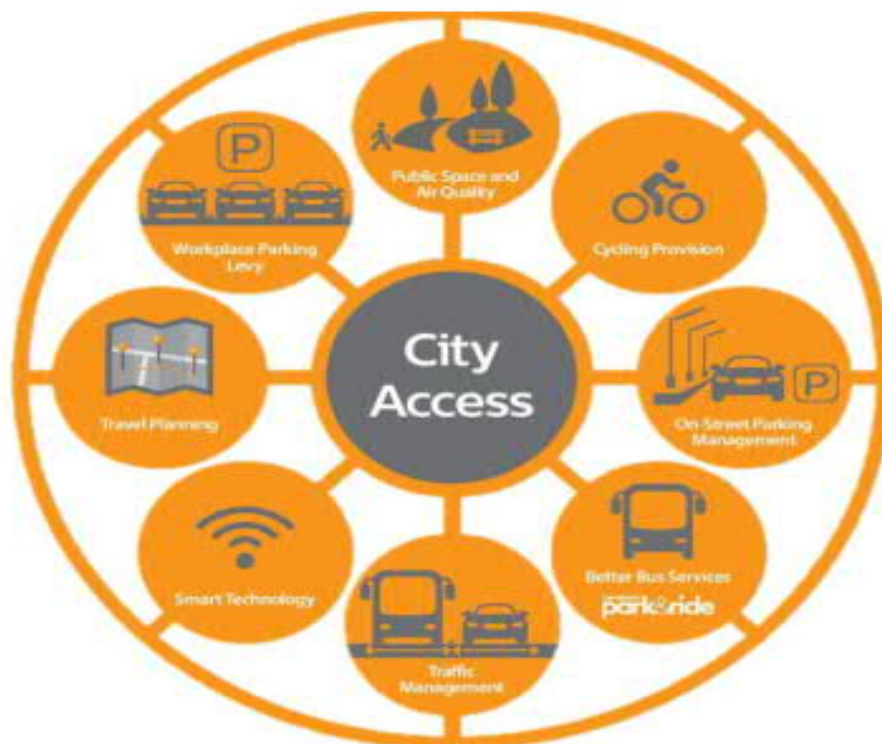 City
Access
Public Space and
Air Quality
Cycling Provision
On-Street Parking
Management
P
Better Bus Services
park&ride
Traffic
Management
Smart Technology
Travel Planning
P
Workplace Parking
Levy